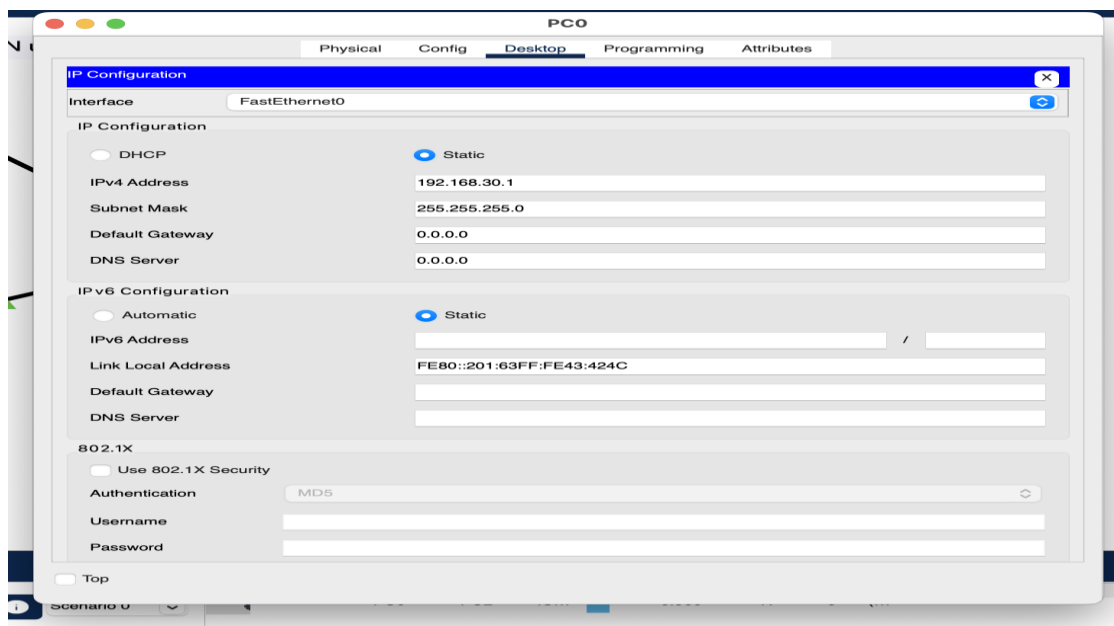 PC0
Physical Config Desktop Programming Attributes
IP Configuration
Interface FastEthernet0
IP Configuration
DHCP Static
IPv4 Address 192.168.30.1
Subnet Mask 255.255.255.0
Default Gateway 0.0.0.0
DNS Server 0.0.0.0
IPv6 Configuration
Automatic Static
IPv6 Address /
Link Local Address FE80::201:63FF:FE43:424C
Default Gateway
DNS Server
802.1X
Use 802.1X Security
Authentication MD5
Username
Password
Top
Scenario 0